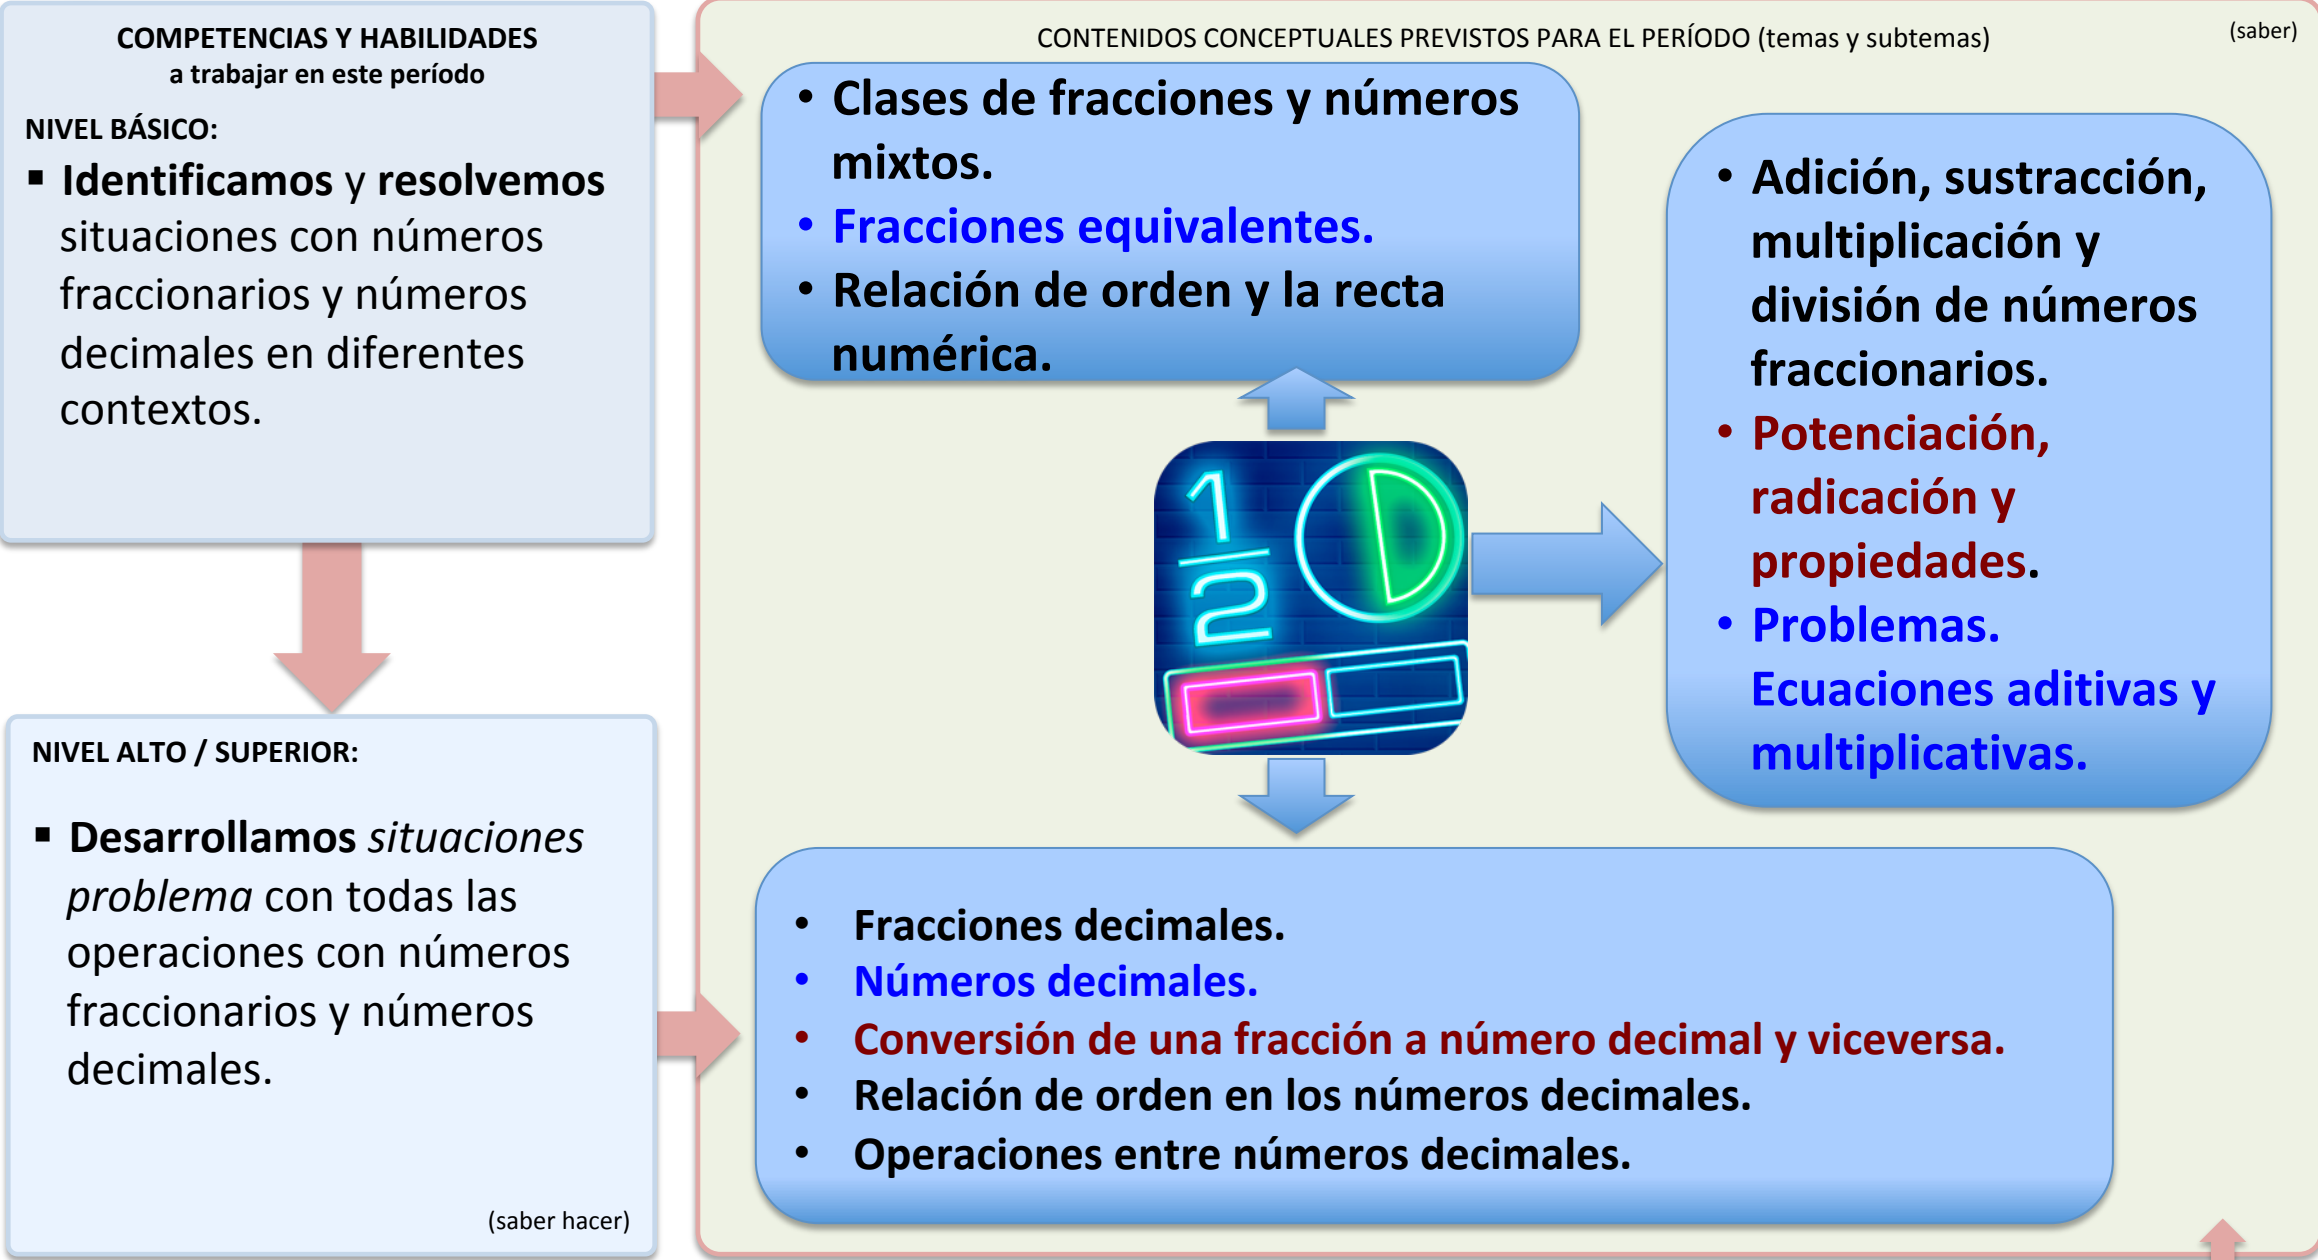 COMPETENCIAS Y HABILIDADES
a trabajar en este período
NIVEL BÁSICO:
▪ Identificamos y resolvemos
situaciones con números
fraccionarios y números
decimales en diferentes
contextos.
NIVEL ALTO / SUPERIOR:
▪ Desarrollamos situaciones
problema con todas las
operaciones con números
fraccionarios y números
decimales.
(saber hacer)
CONTENIDOS CONCEPTUALES PREVISTOS PARA EL PERÍODO (temas y subtemas)
(saber)
• Clases de fracciones y números
mixtos.
• Fracciones equivalentes.
• Relación de orden y la recta
numérica.
1
2
• Adición, sustracción,
multiplicación y
división de números
fraccionarios.
• Potenciación,
radicación y
propiedades.
• Problemas.
Ecuaciones aditivas y
multiplicativas.
• Fracciones decimales.
• Números decimales.
• Conversión de una fracción a número decimal y viceversa.
• Relación de orden en los números decimales.
• Operaciones entre números decimales.